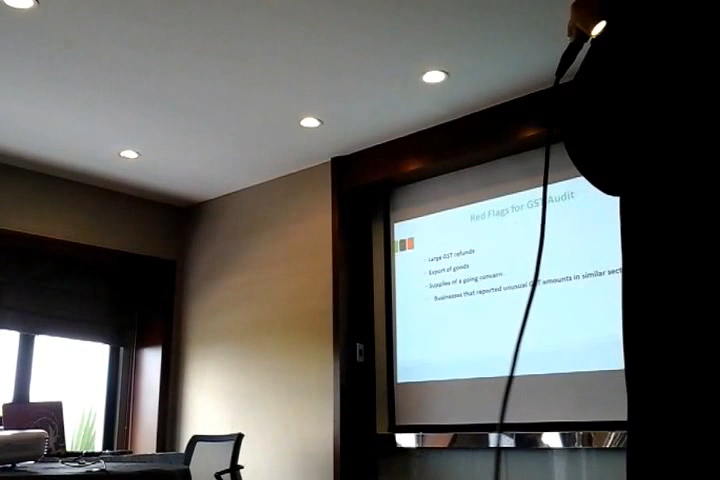 Red Flags for GST Audit
- Large GST refunds
- Export of goods
- Supplies of a going concern
- Businesses that reported unusual GST amounts in similar sect